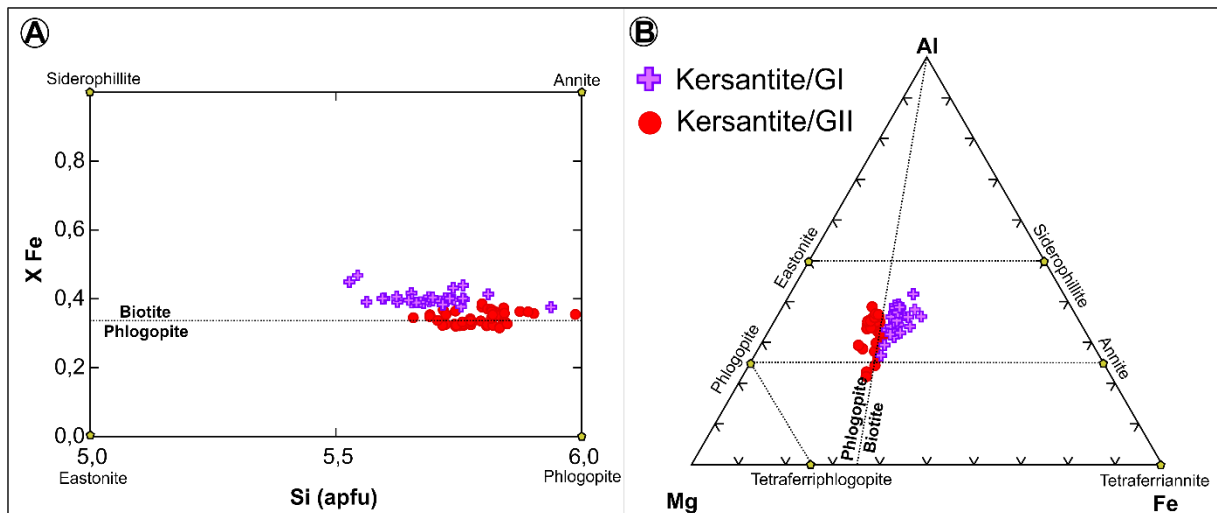 A
Siderophillite
Annite
0,8
0,6
X Fe
0,4
Biotite
Phlogopite
0,2
0,0
5,0
5,5
6,0
Eastonite
Si (apfu)
Phlogopite
B
Al
Kersantite/GI
Kersantite/GII
Eastonite
Siderophillite
Phlogopite
Annite
Phlogopite
Biotite
Tetraferriphlogopite
Tetraferriannite
Mg
Fe